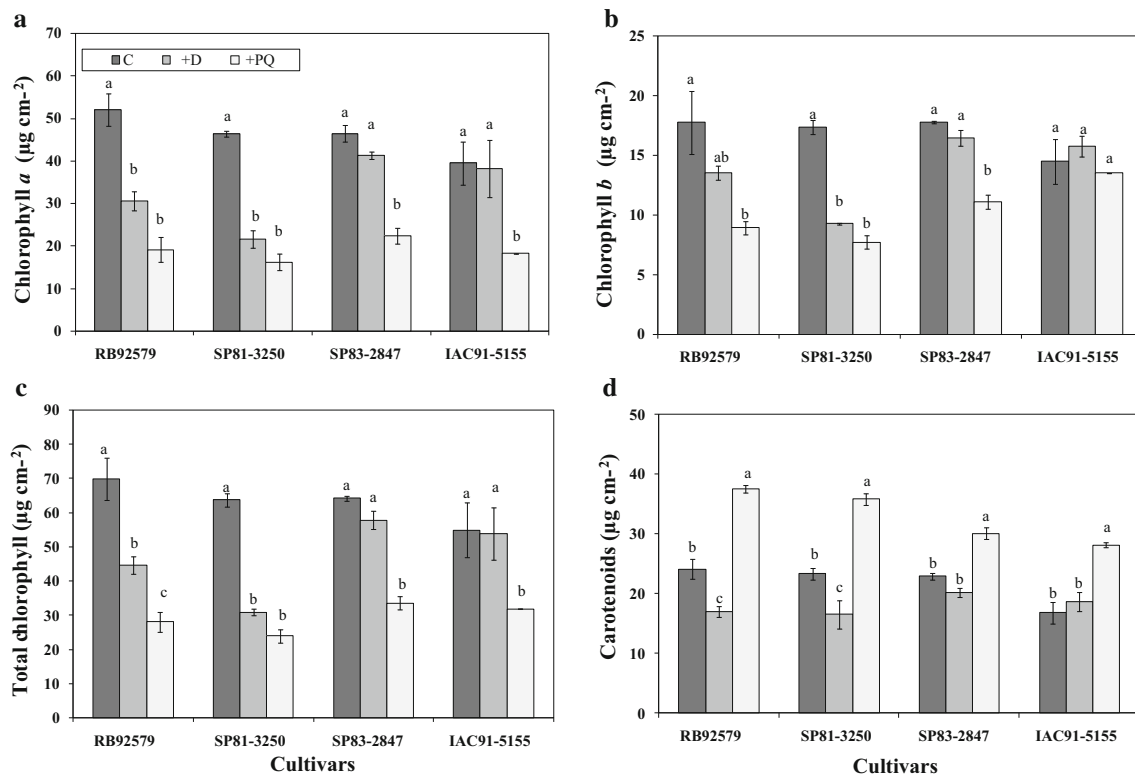 a
Chlorophyll a (µg cm-2)
70
60
50
40
30
20
10
0
C +D +PQ
a
b
b
a
b
b
a
a
b
a
a
b
RB92579 SP81-3250 SP83-2847 IAC91-5155
b
Chlorophyll b (µg cm-2)
25
20
15
10
5
0
a
ab
b
a
b
b
a
a
b
a
a
a
RB92579 SP81-3250 SP83-2847 IAC91-5155
c
Total chlorophyll (µg cm-2)
90
80
70
60
50
40
30
20
10
0
a
b
c
a
b
b
a
a
b
a
a
b
RB92579 SP81-3250 SP83-2847 IAC91-5155
Cultivars
d
Carotenoids (µg cm-2)
50
40
30
20
10
0
b
c
a
b
c
a
b
b
a
b
b
a
RB92579 SP81-3250 SP83-2847 IAC91-5155
Cultivars